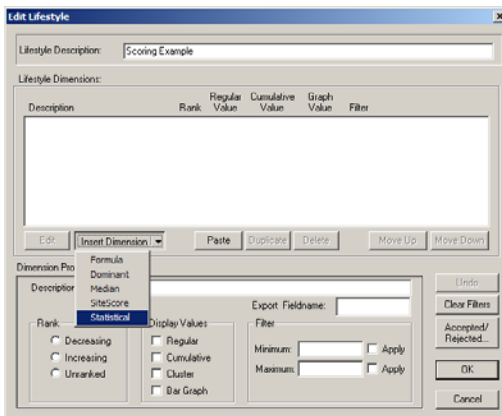 Edit Lifestyle
Lifestyle Description: Scoring Example
Lifestyle Dimensions:
Description Rank Regular Value Cumulative Value Graph Value Filter
Edit Insert Dimension Paste Duplicate Delete Move Up Move Down
Formula
Dominant
Median
SiteScore
Statistical
Dimension Pro
Description
Export Fieldname:
Rank
Decreasing
Increasing
Unranked
Display Values
Regular
Cumulative
Cluster
Bar Graph
Filter
Minimum: Apply
Maximum: Apply
Undo
Clear Filters
Accepted/
Rejected...
OK
Cancel